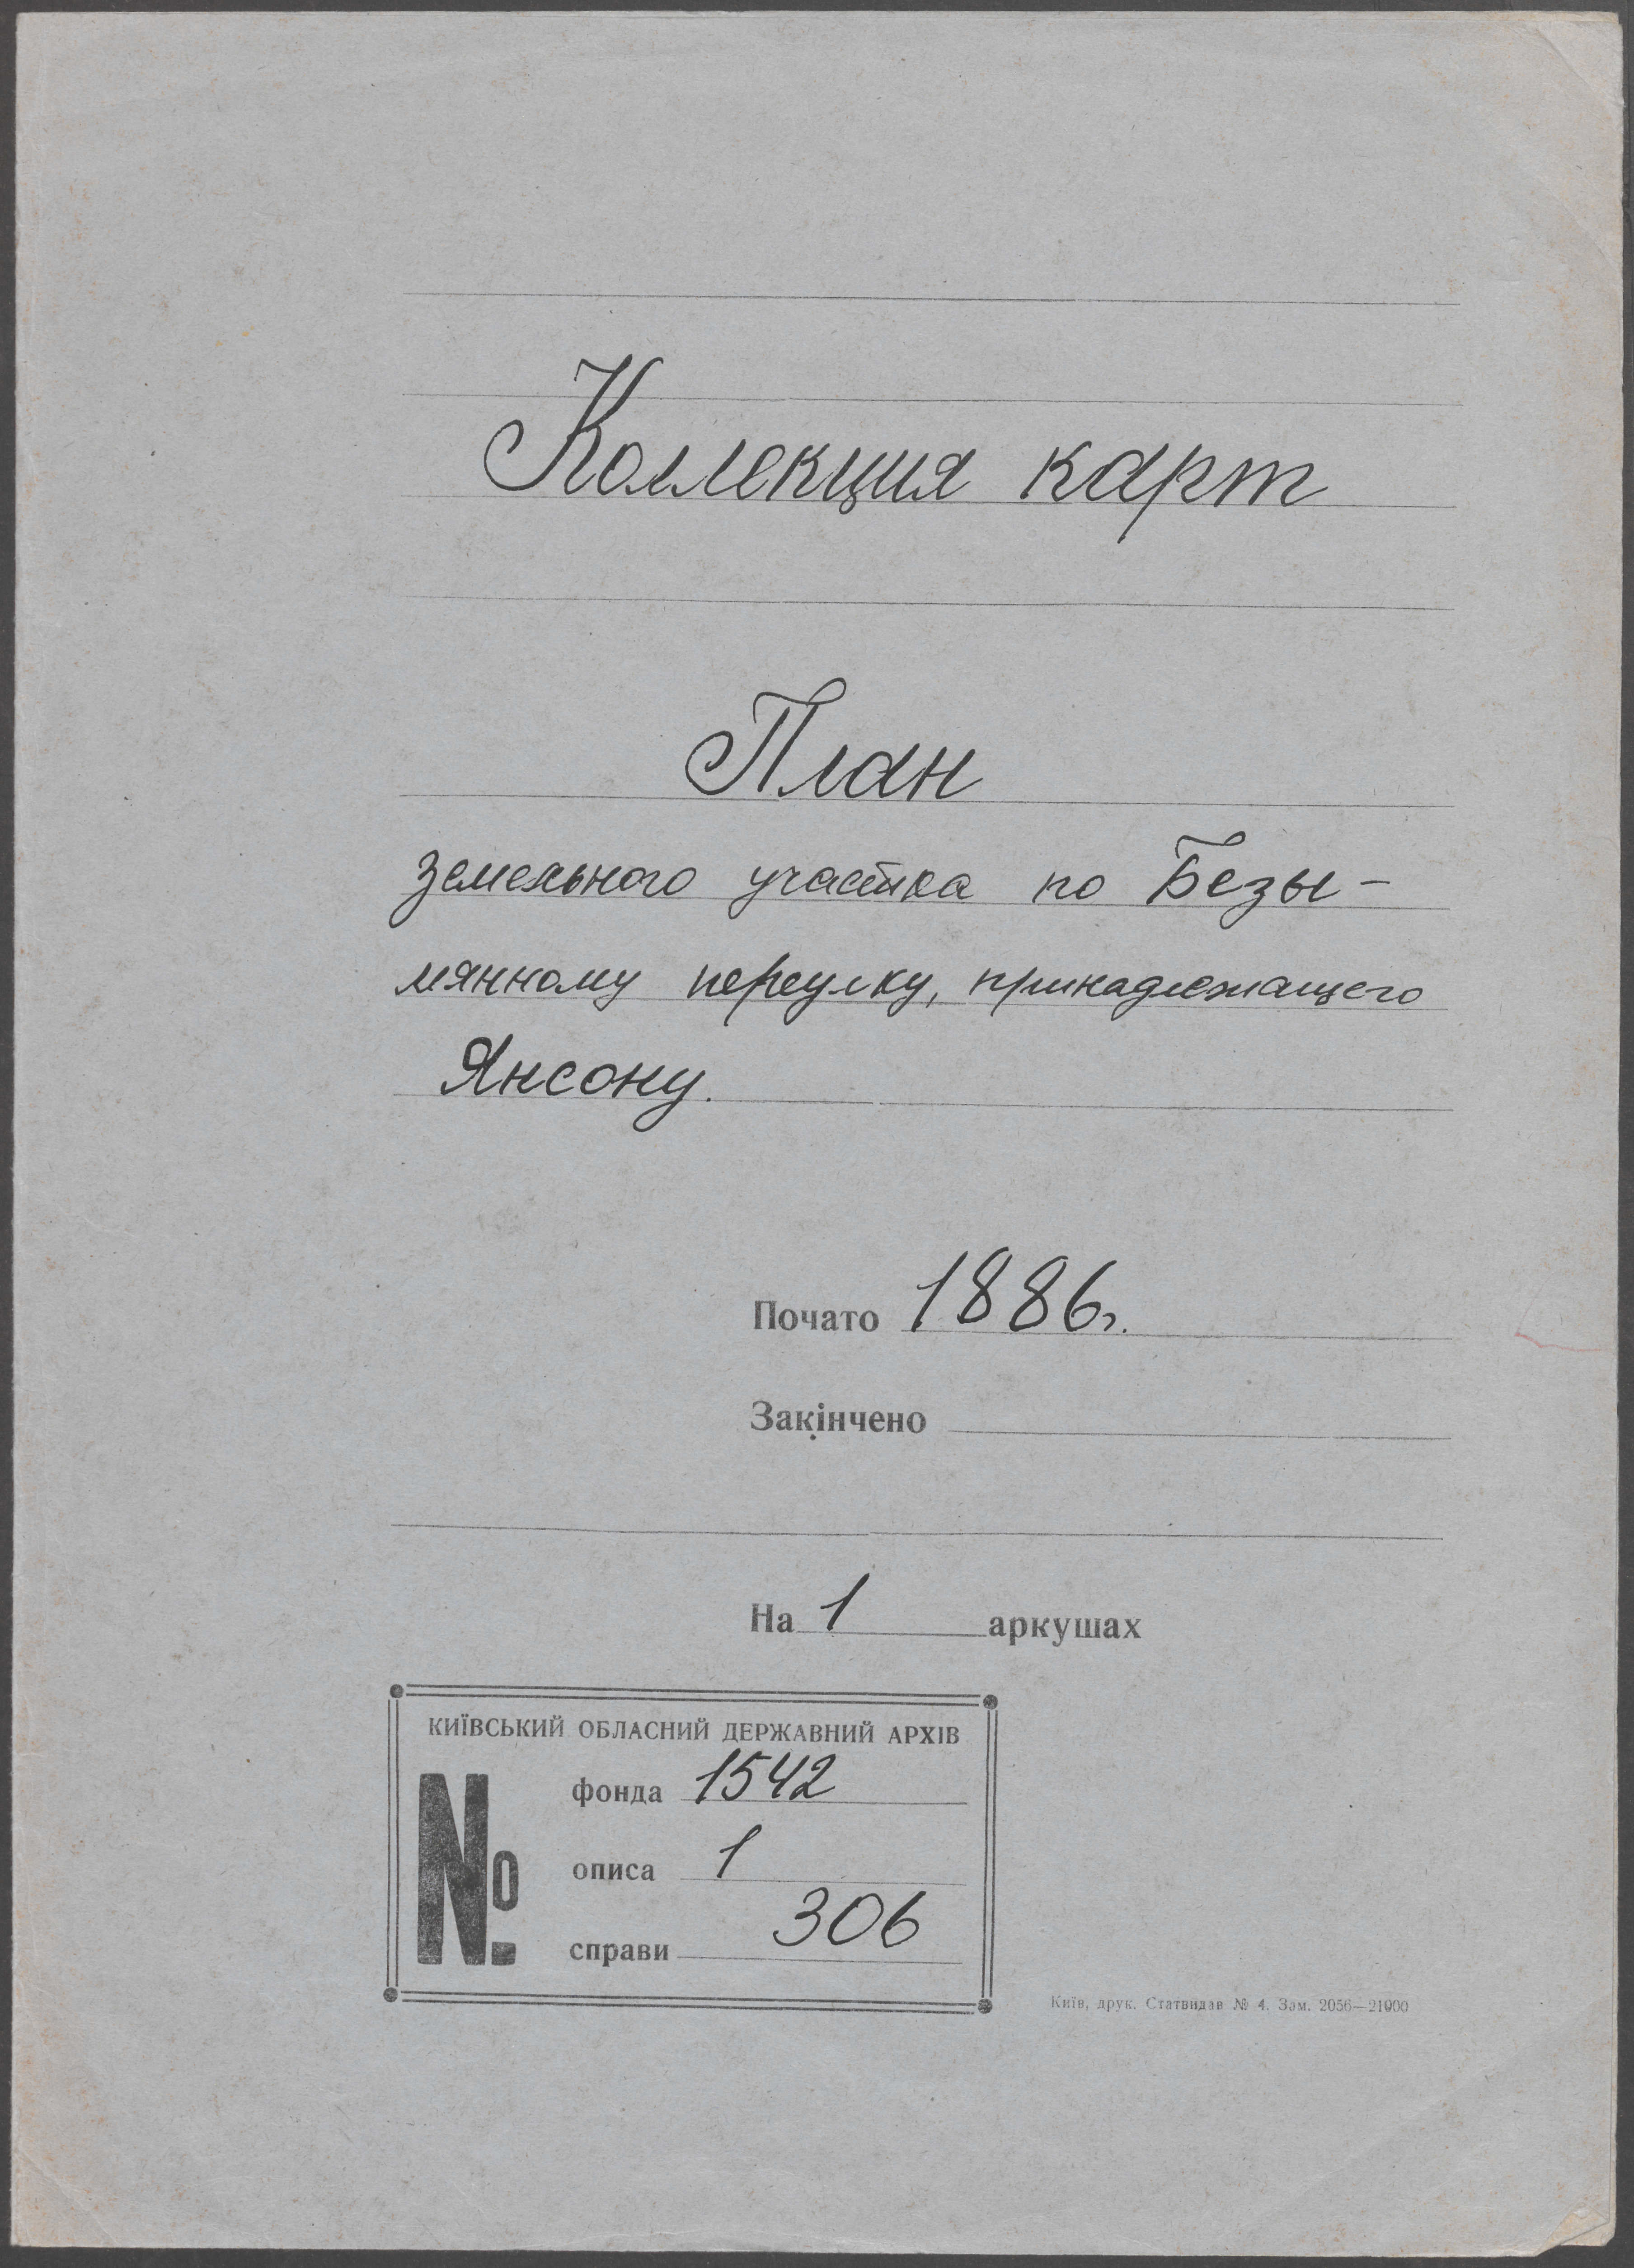 Коллекция карт
План
земельного участка по Безы-
мянному переулку, принадлежащего
Янсону.
Почато 1886г.
Закінчено
На 1 аркушах
КИЇВСЬКИЙ ОБЛАСНИЙ ДЕРЖАВНИЙ АРХІВ
№
фонда 1542
описа 1
справи 306
Київ, друк. Статвидав № 4. Зам. 2056—21000